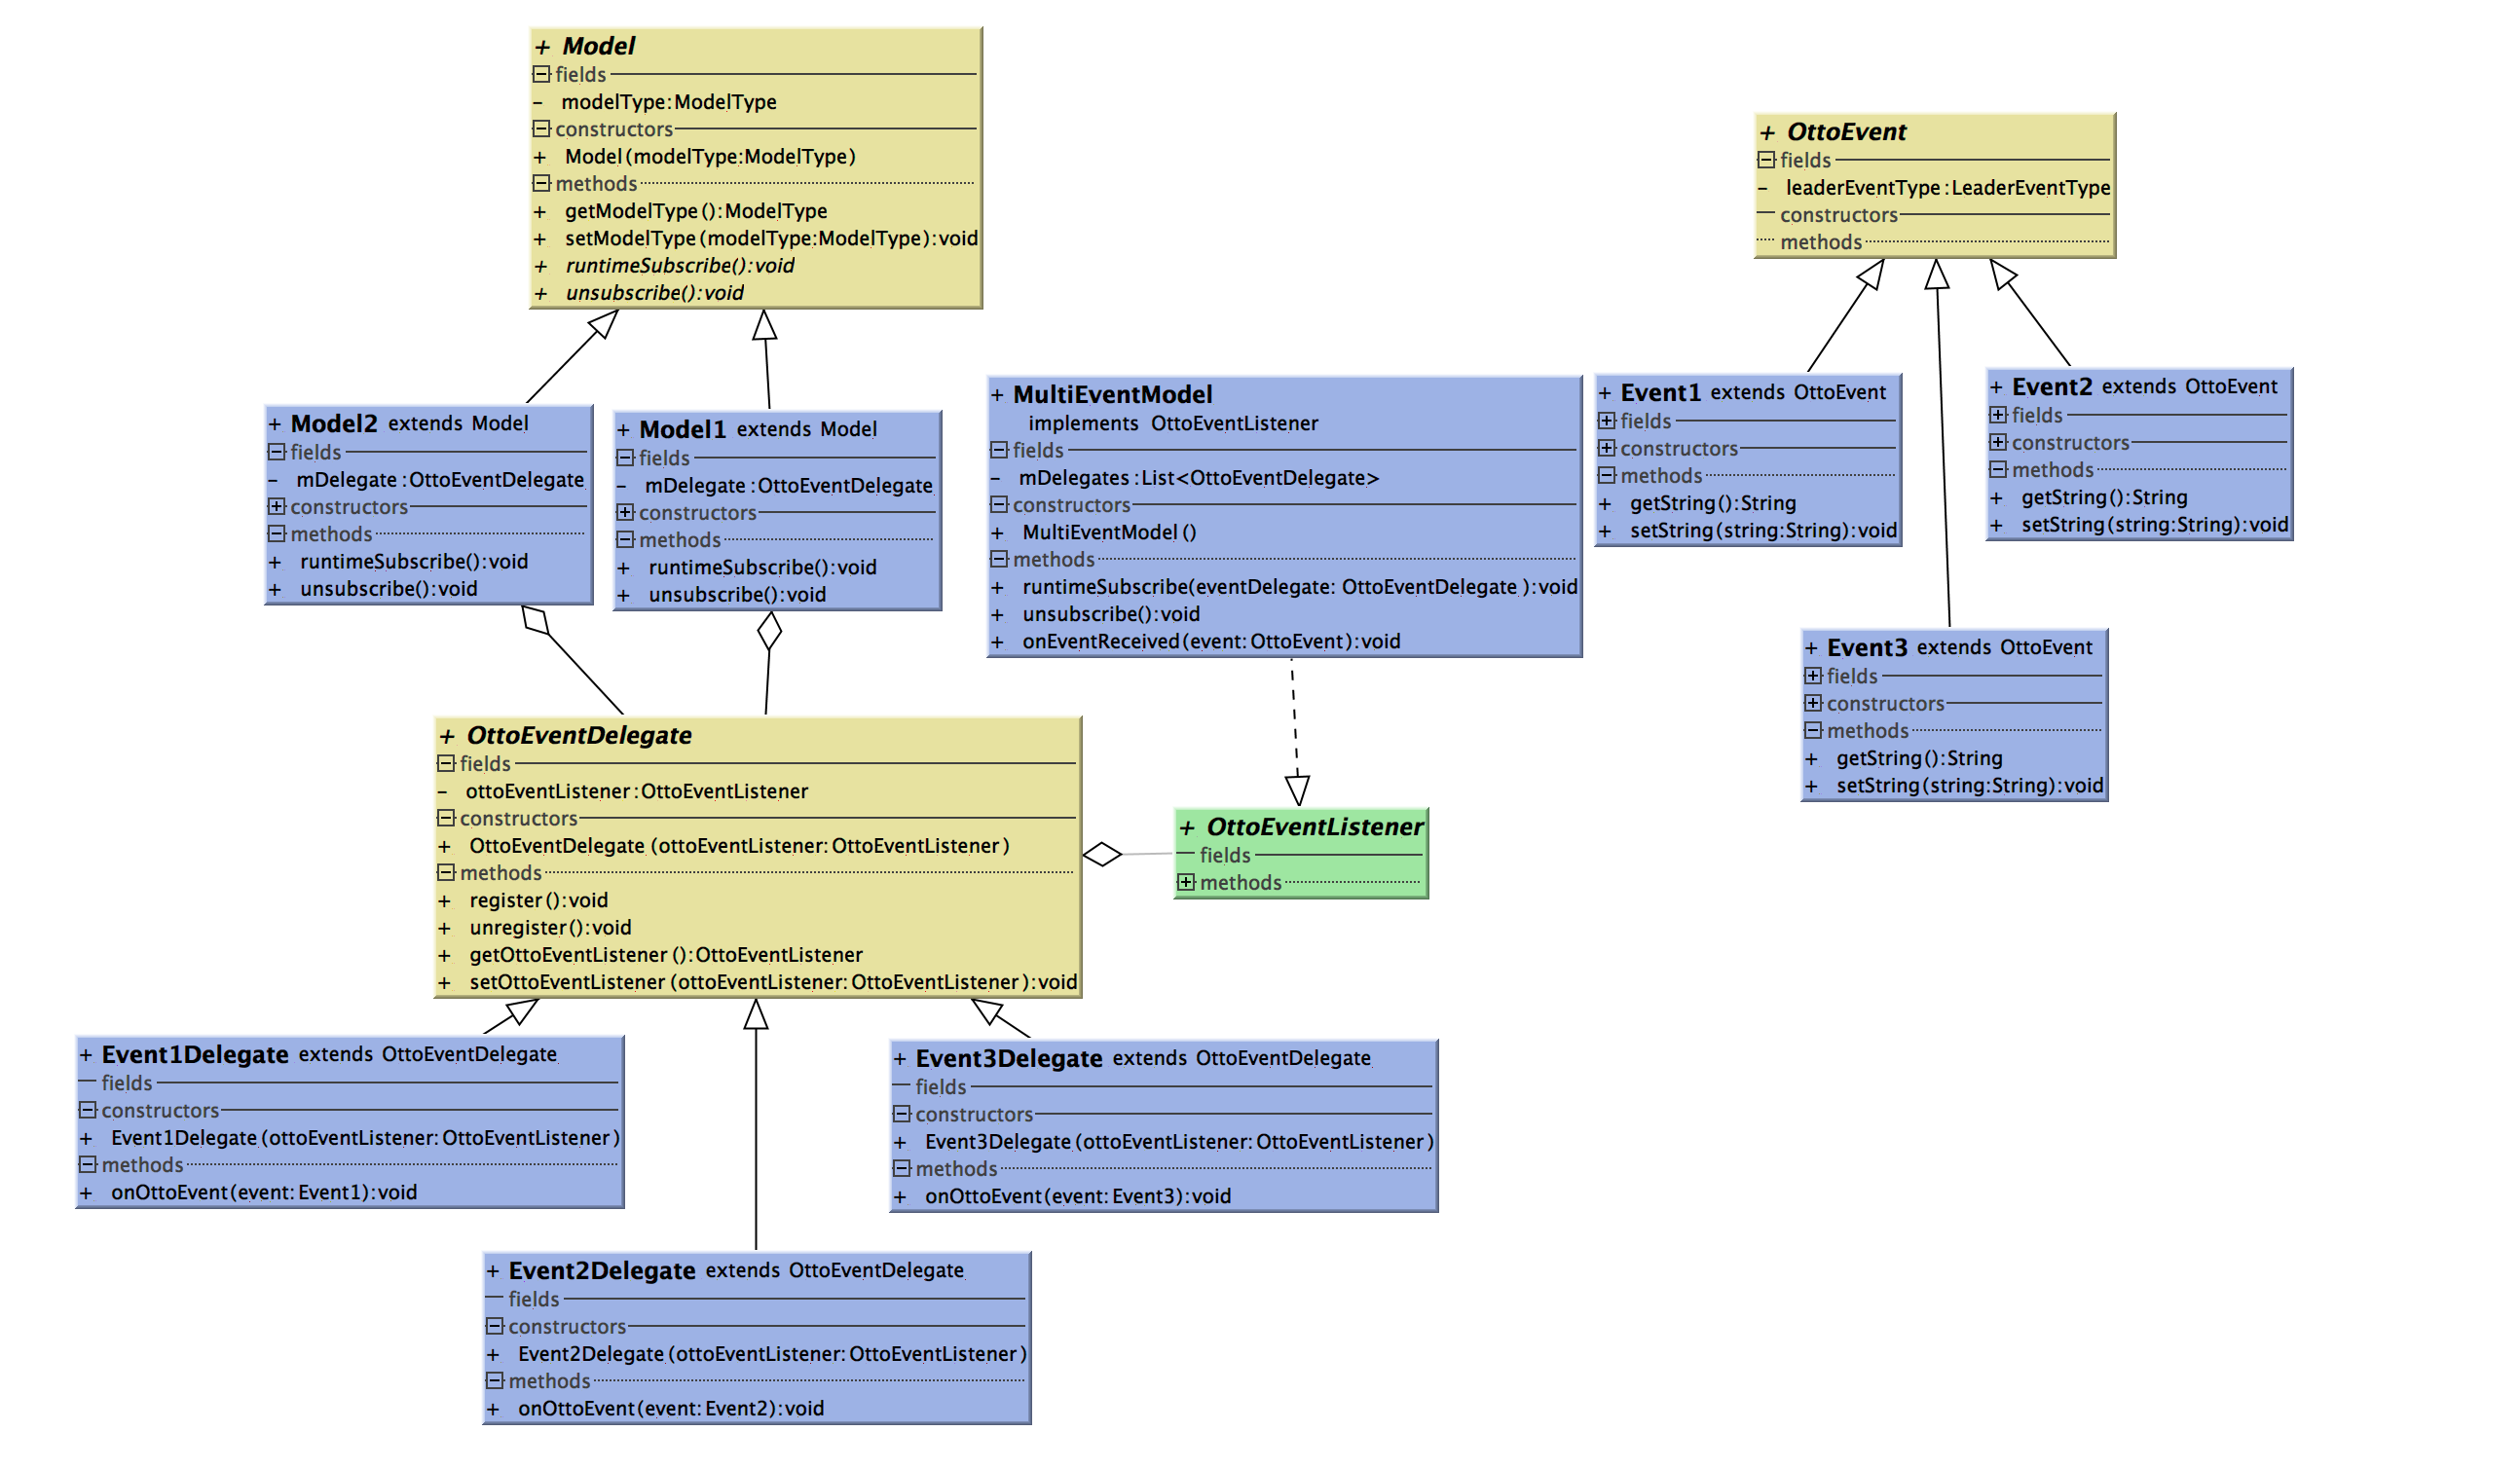 + Model
fields
- modelType:ModelType
constructors
+ Model(modelType:ModelType)
methods
+ getModelType():ModelType
+ setModelType(modelType:ModelType):void
+ runtimeSubscribe():void
+ unsubscribe():void
+ OttoEvent
fields
- leaderEventType:LeaderEventType
constructors
methods
+ Model2 extends Model
fields
- mDelegate:OttoEventDelegate
constructors
methods
+ runtimeSubscribe():void
+ unsubscribe():void
+ Model1 extends Model
fields
- mDelegate:OttoEventDelegate
constructors
methods
+ runtimeSubscribe():void
+ unsubscribe():void
+ MultiEventModel
implements OttoEventListener
fields
- mDelegates:List<OttoEventDelegate>
constructors
+ MultiEventModel()
methods
+ runtimeSubscribe(eventDelegate: OttoEventDelegate):void
+ unsubscribe():void
+ onEventReceived(event:OttoEvent):void
+ Event1 extends OttoEvent
fields
constructors
methods
+ getString():String
+ setString(string:String):void
+ Event2 extends OttoEvent
fields
constructors
methods
+ getString():String
+ setString(string:String):void
+ Event3 extends OttoEvent
fields
constructors
methods
+ getString():String
+ setString(string:String):void
+ OttoEventDelegate
fields
- ottoEventListener:OttoEventListener
constructors
+ OttoEventDelegate(ottoEventListener:OttoEventListener)
methods
+ register():void
+ unregister():void
+ getOttoEventListener():OttoEventListener
+ setOttoEventListener(ottoEventListener:OttoEventListener):void
+ OttoEventListener
fields
methods
+ Event1Delegate extends OttoEventDelegate
fields
constructors
+ Event1Delegate(ottoEventListener:OttoEventListener)
methods
+ onOttoEvent(event:Event1):void
+ Event3Delegate extends OttoEventDelegate
fields
constructors
+ Event3Delegate(ottoEventListener:OttoEventListener)
methods
+ onOttoEvent(event:Event3):void
+ Event2Delegate extends OttoEventDelegate
fields
constructors
+ Event2Delegate(ottoEventListener:OttoEventListener)
methods
+ onOttoEvent(event:Event2):void